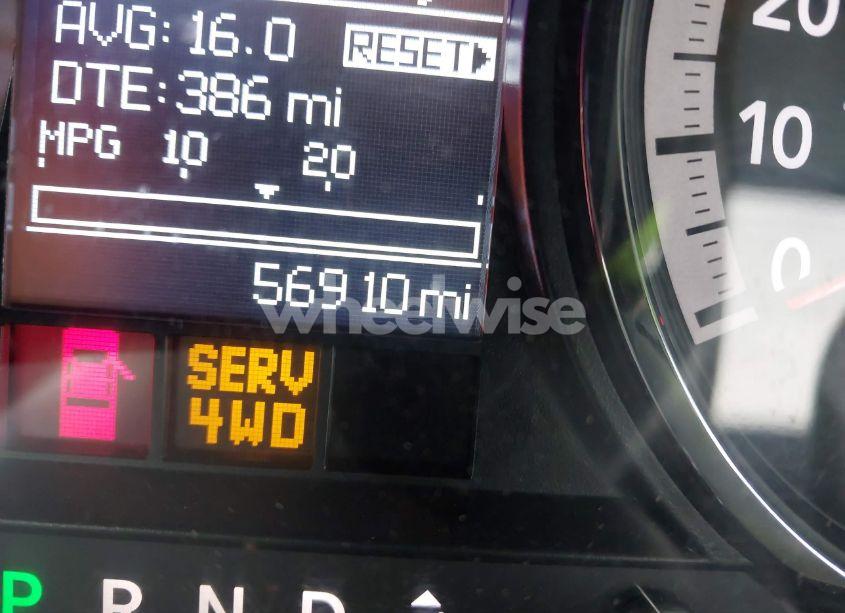 AVG: 16.0
RESET
DTE: 386 mi
MPG 10 20
56910 mi
SERV
4WD
P R N D
20
10
0
wheelwise